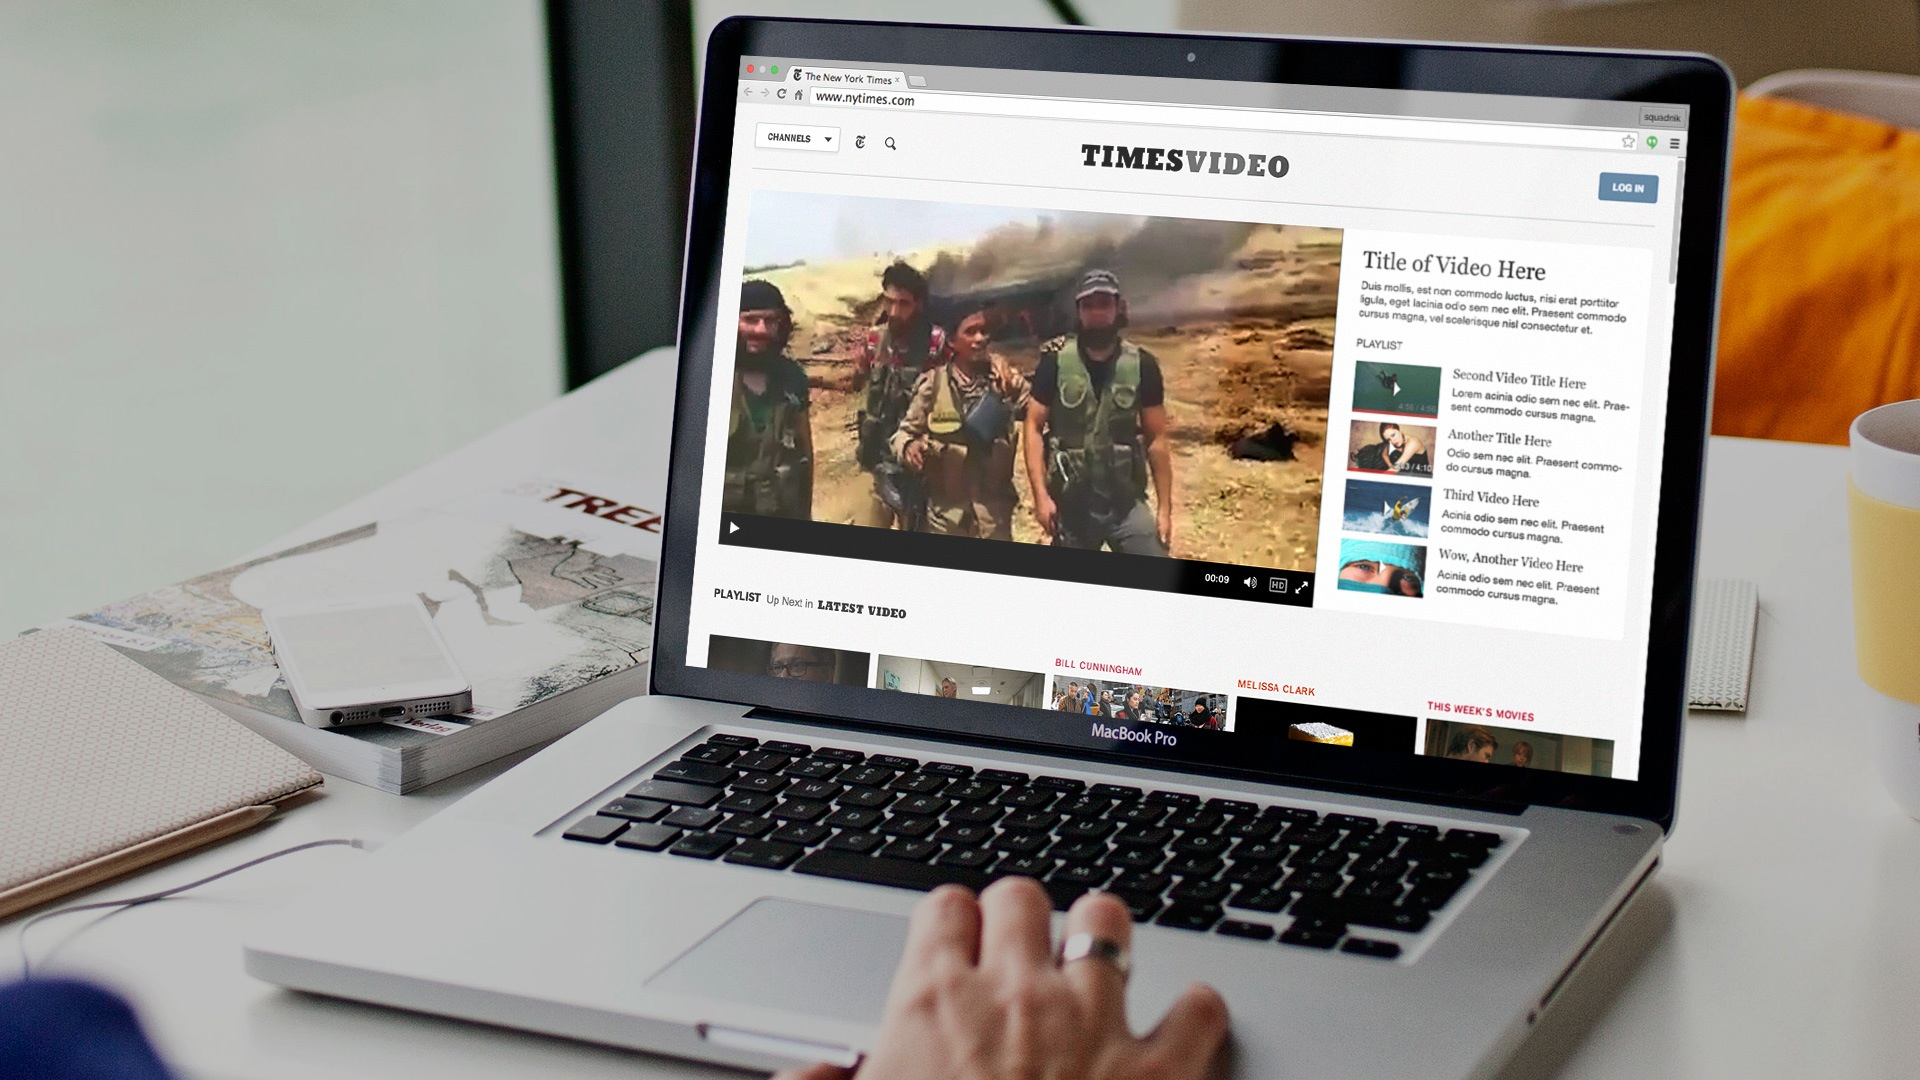 The New York Times
www.nytimes.com
squadnik
CHANNELS
TIMESVIDEO
LOG IN
Title of Video Here
Duis mollis, est non commodo luctus, nisi erat porttitor
ligula, eget lacinia odio sem nec elit. Praesent commodo
cursus magna, vel scelerisque nisl consectetur et.
PLAYLIST
Second Video Title Here
Lorem acinia odio sem nec elit. Prae-
sent commodo cursus magna.
4:56 / 4:56
Another Title Here
Odio sem nec elit. Praesent commo-
do cursus magna.
Third Video Here
Acinia odio sem nec elit. Praesent
commodo cursus magna.
Wow, Another Video Here
Acinia odio sem nec elit. Praesent
commodo cursus magna.
00:09
HD
PLAYLIST Up Next in LATEST VIDEO
BILL CUNNINGHAM
MELISSA CLARK
THIS WEEK'S MOVIES
MacBook Pro
STREE
Q W E R T Y U I O P
A S D F G H J K L
Z X C V B N M